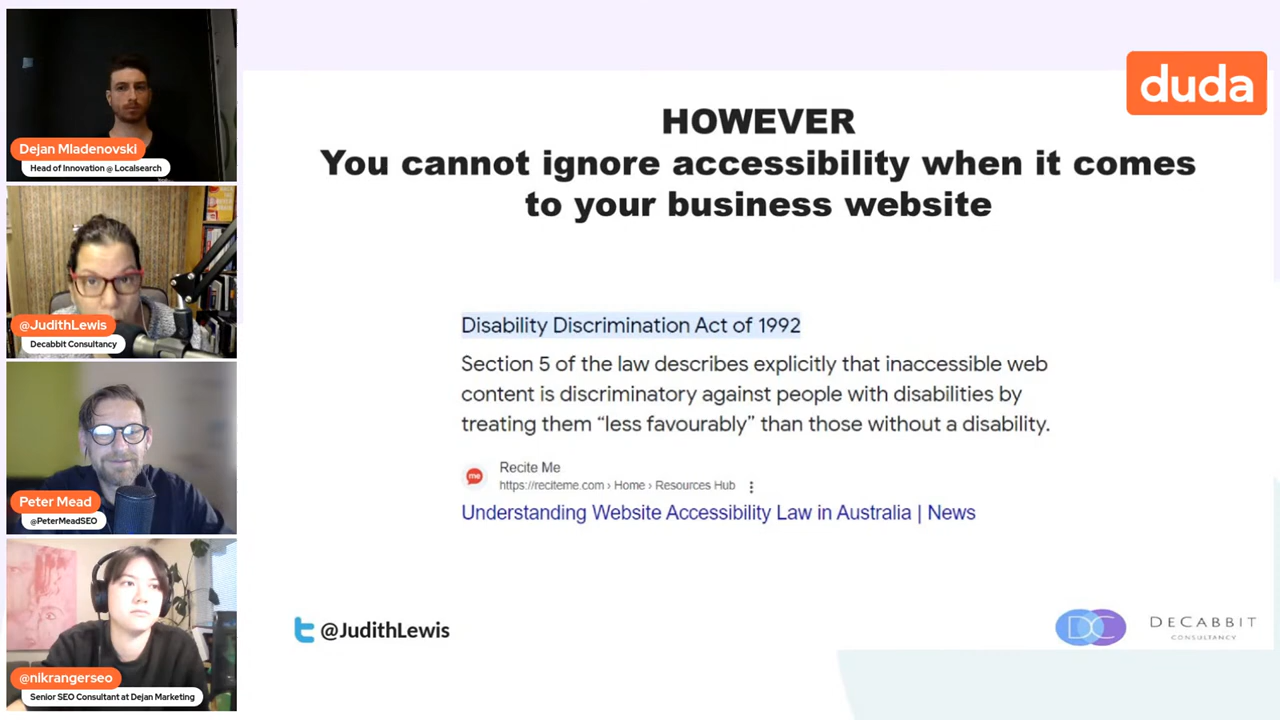 Dejan Mladenovski
Head of Innovation @ Localsearch
@JudithLewis
Decabbit Consultancy
Peter Mead
@PeterMeadSEO
@nikrangerseo
Senior SEO Consultant at Dejan Marketing
duda
HOWEVER
You cannot ignore accessibility when it comes
to your business website
Disability Discrimination Act of 1992
Section 5 of the law describes explicitly that inaccessible web
content is discriminatory against people with disabilities by
treating them “less favourably” than those without a disability.
me
Recite Me
https://reciteme.com › Home › Resources Hub
Understanding Website Accessibility Law in Australia | News
@JudithLewis
DC
DECABBIT
CONSULTANCY